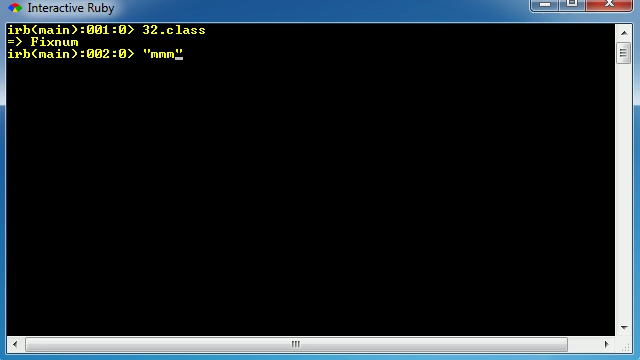 Interactive Ruby
irb(main):001:0> 32.class
=> Fixnum
irb(main):002:0> "mmm"